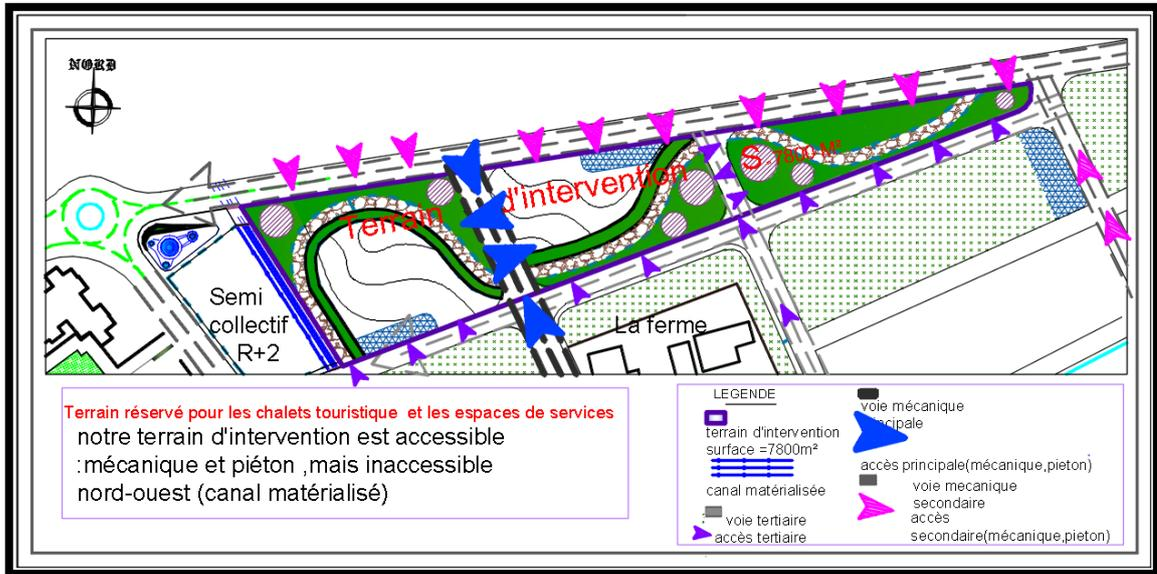 NORD
Terrain
d'intervention
S 7800 M²
Semi
collectif
R+2
La ferme
Terrain réservé pour les chalets touristique et les espaces de services
notre terrain d'intervention est accessible
:mécanique et piéton ,mais inaccessible
nord-ouest (canal matérialisé)
LEGENDE
terrain d'intervention
surface =7800m²
canal matérialisée
voie tertiaire
accès tertiaire
voie mécanique
accès principale(mécanique,pieton)
voie mecanique
secondaire
accès
secondaire(mécanique,pieton)